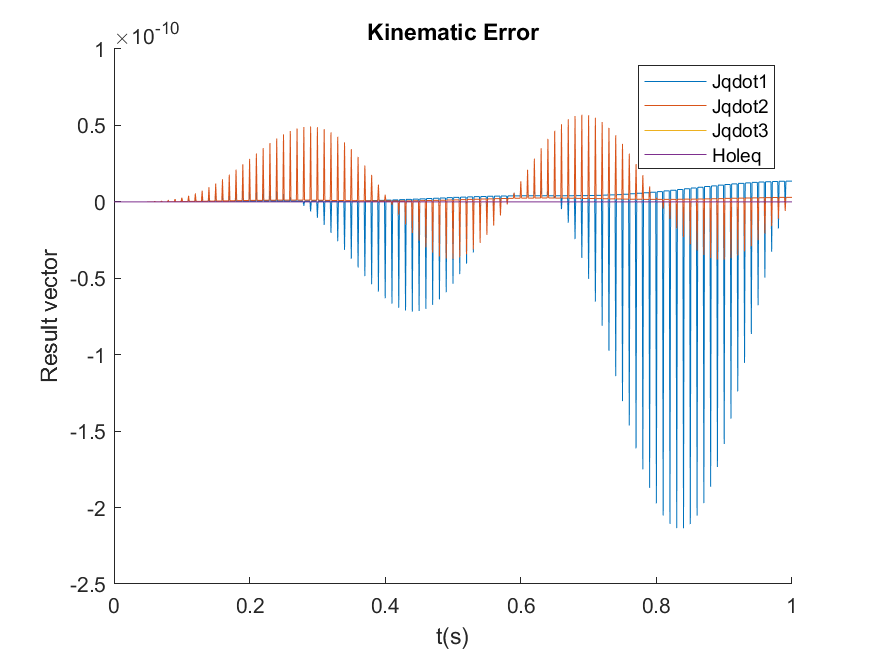 ×10^-10
Kinematic Error
1
0.5
0
-0.5
-1
-1.5
-2
-2.5
Result vector
Jqdot1
Jqdot2
Jqdot3
Holeq
0 0.2 0.4 0.6 0.8 1
t(s)